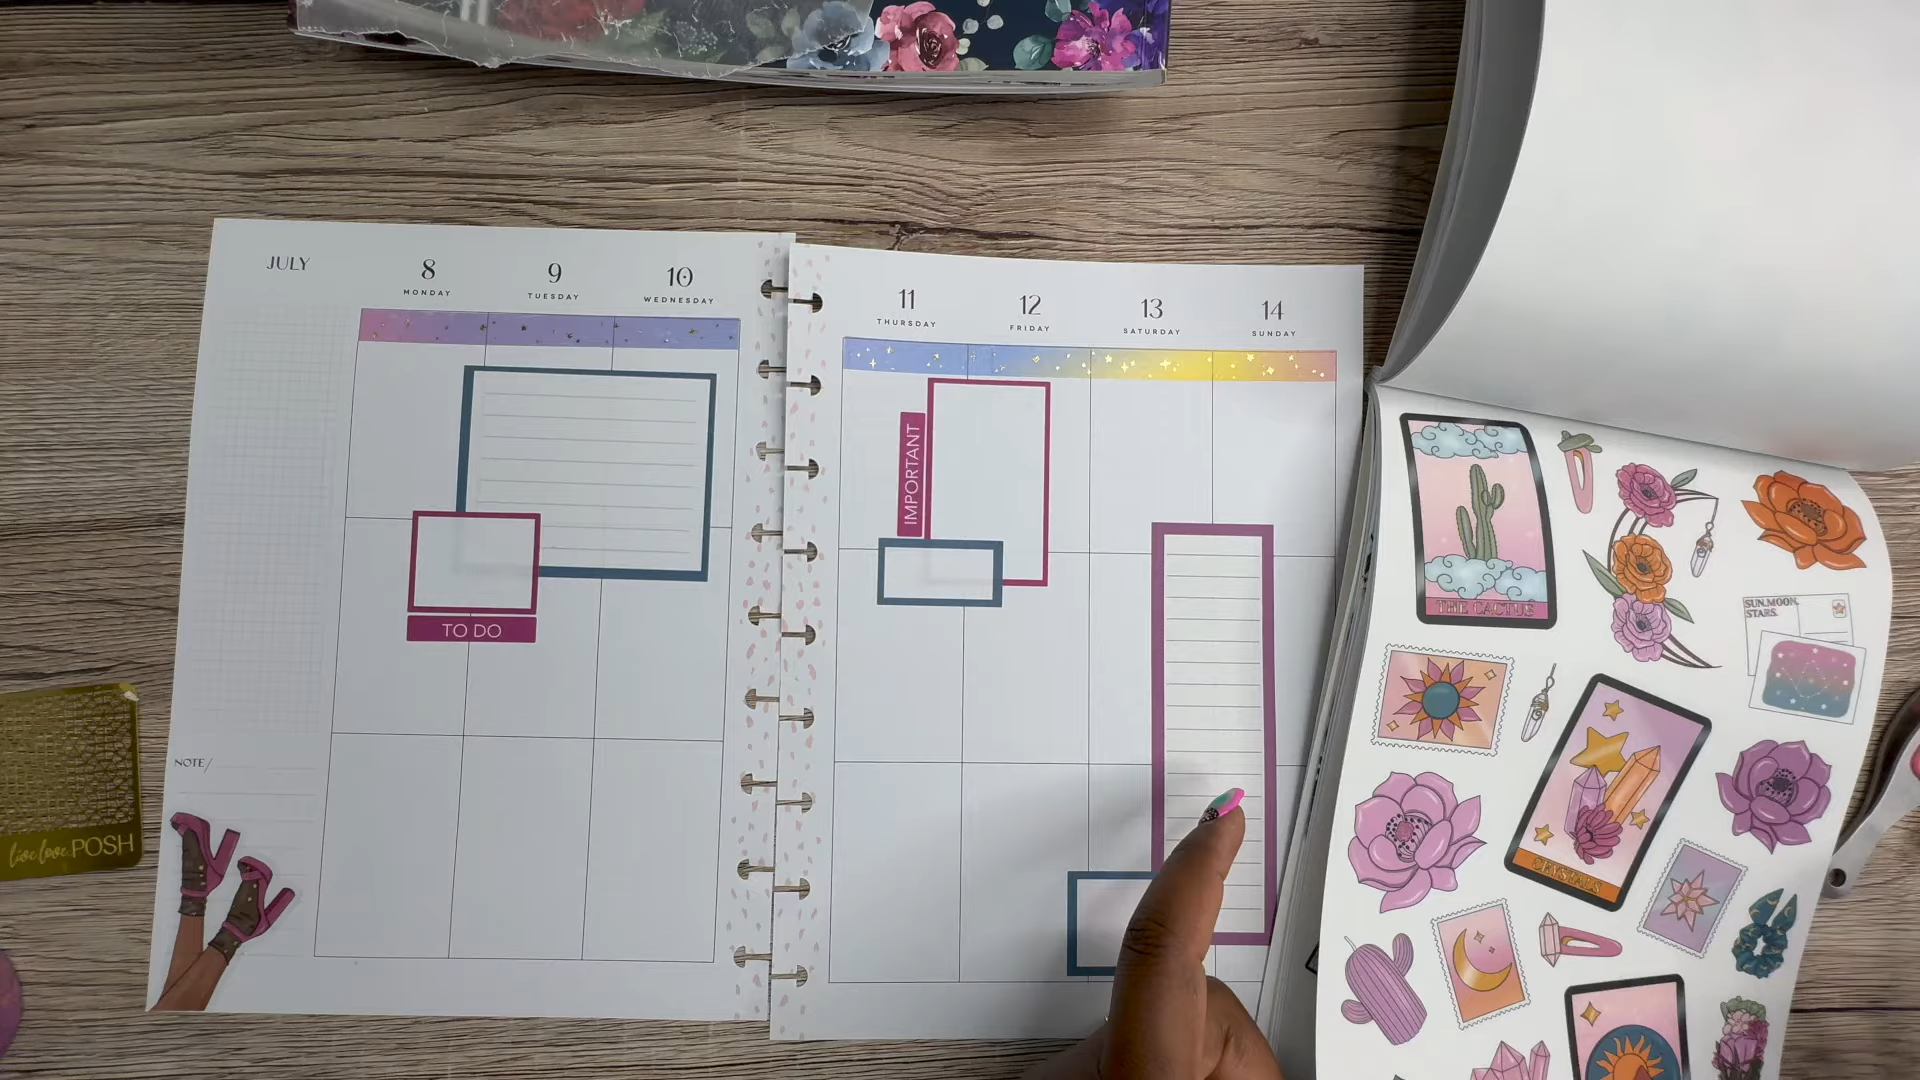 JULY
8
MONDAY
9
TUESDAY
10
WEDNESDAY
11
THURSDAY
12
FRIDAY
13
SATURDAY
14
SUNDAY
IMPORTANT
TO DO
NOTE/
live love POSH
THE CACTUS
SUN. MOON.
STARS.
CRYSTALS